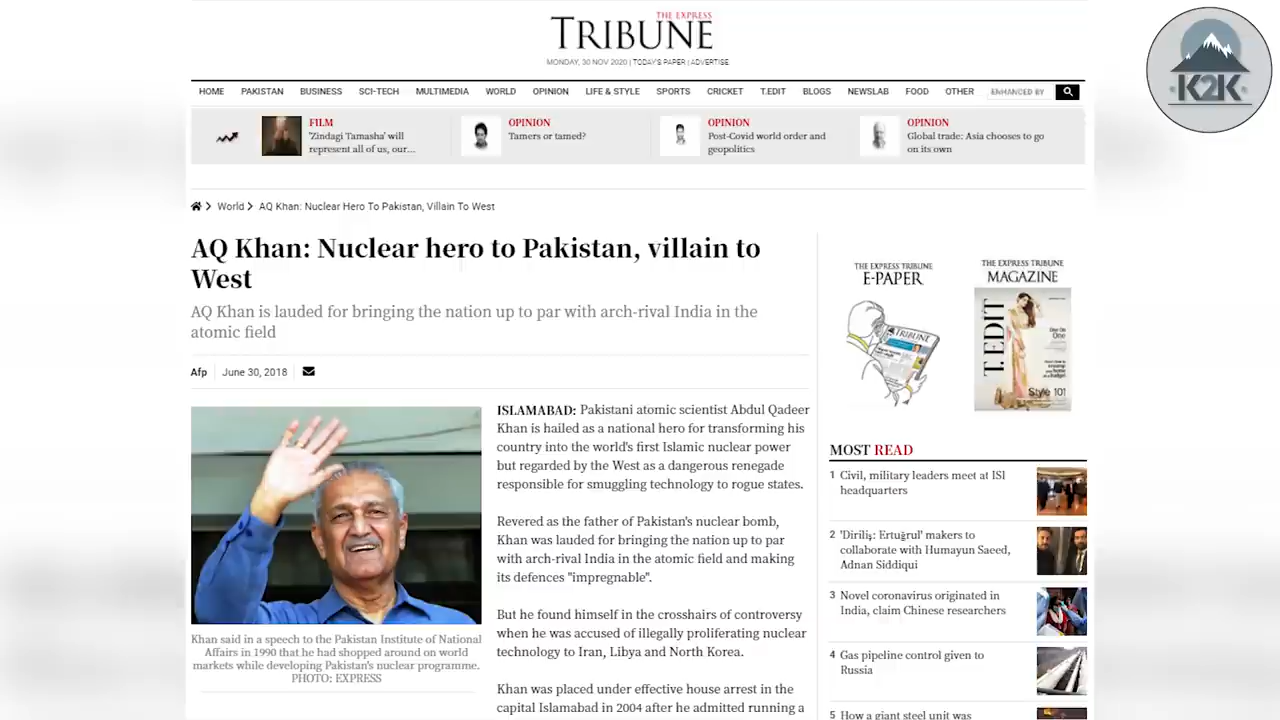 THE EXPRESS
TRIBUNE
MONDAY, 30 NOV 2020 | TODAY'S PAPER | ADVERTISE
K2K
HOME PAKISTAN BUSINESS SCI-TECH MULTIMEDIA WORLD OPINION LIFE & STYLE SPORTS CRICKET T.EDIT BLOGS NEWSLAB FOOD OTHER ENHANCED BY
FILM
'Zindagi Tamasha' will
represent all of us, our...
OPINION
Tamers or tamed?
OPINION
Post-Covid world order and
geopolitics
OPINION
Global trade: Asia chooses to go
on its own
World AQ Khan: Nuclear Hero To Pakistan, Villain To West
AQ Khan: Nuclear hero to Pakistan, villain to
West
AQ Khan is lauded for bringing the nation up to par with arch-rival India in the
atomic field
Afp June 30, 2018
Khan said in a speech to the Pakistan Institute of National
Affairs in 1990 that he had shopped around on world
markets while developing Pakistan's nuclear programme.
PHOTO: EXPRESS
ISLAMABAD: Pakistani atomic scientist Abdul Qadeer
Khan is hailed as a national hero for transforming his
country into the world's first Islamic nuclear power
but regarded by the West as a dangerous renegade
responsible for smuggling technology to rogue states.
Revered as the father of Pakistan's nuclear bomb,
Khan was lauded for bringing the nation up to par
with arch-rival India in the atomic field and making
its defences "impregnable".
But he found himself in the crosshairs of controversy
when he was accused of illegally proliferating nuclear
technology to Iran, Libya and North Korea.
Khan was placed under effective house arrest in the
capital Islamabad in 2004 after he admitted running a
THE EXPRESS TRIBUNE
E-PAPER
TRIBUNE
THE EXPRESS TRIBUNE
MAGAZINE
T.EDIT
Style 101
MOST READ
1 Civil, military leaders meet at ISI
headquarters
2 'Diriliş: Ertuğrul' makers to
collaborate with Humayun Saeed,
Adnan Siddiqui
3 Novel coronavirus originated in
India, claim Chinese researchers
4 Gas pipeline control given to
Russia
5 How a giant steel unit was